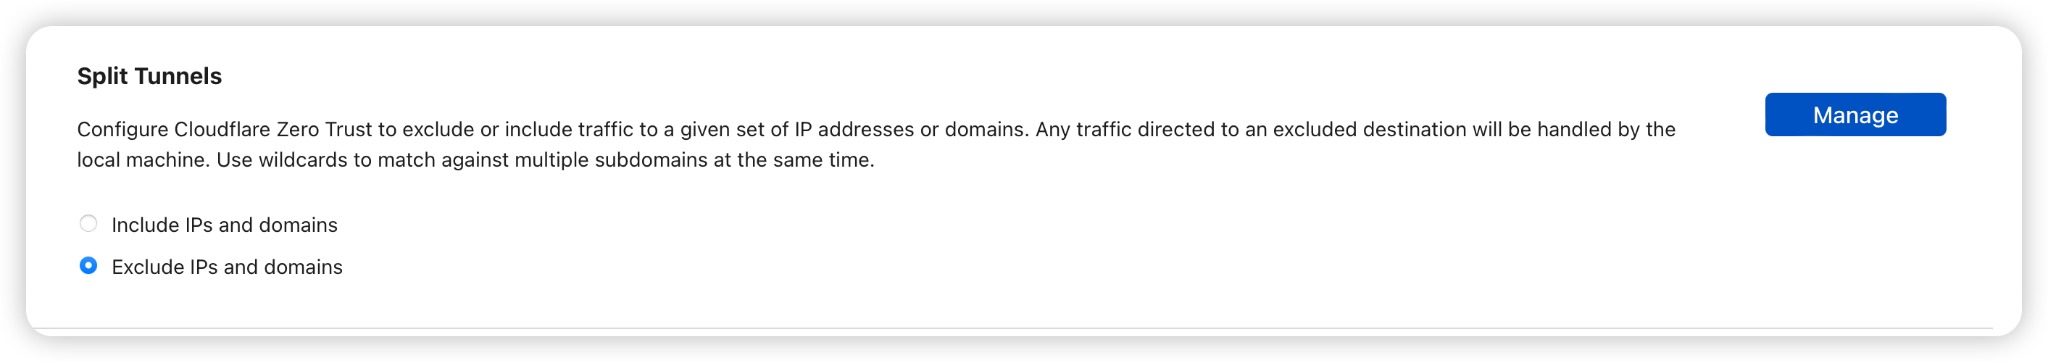 Split Tunnels
Manage
Configure Cloudflare Zero Trust to exclude or include traffic to a given set of IP addresses or domains. Any traffic directed to an excluded destination will be handled by the
local machine. Use wildcards to match against multiple subdomains at the same time.
Include IPs and domains
Exclude IPs and domains